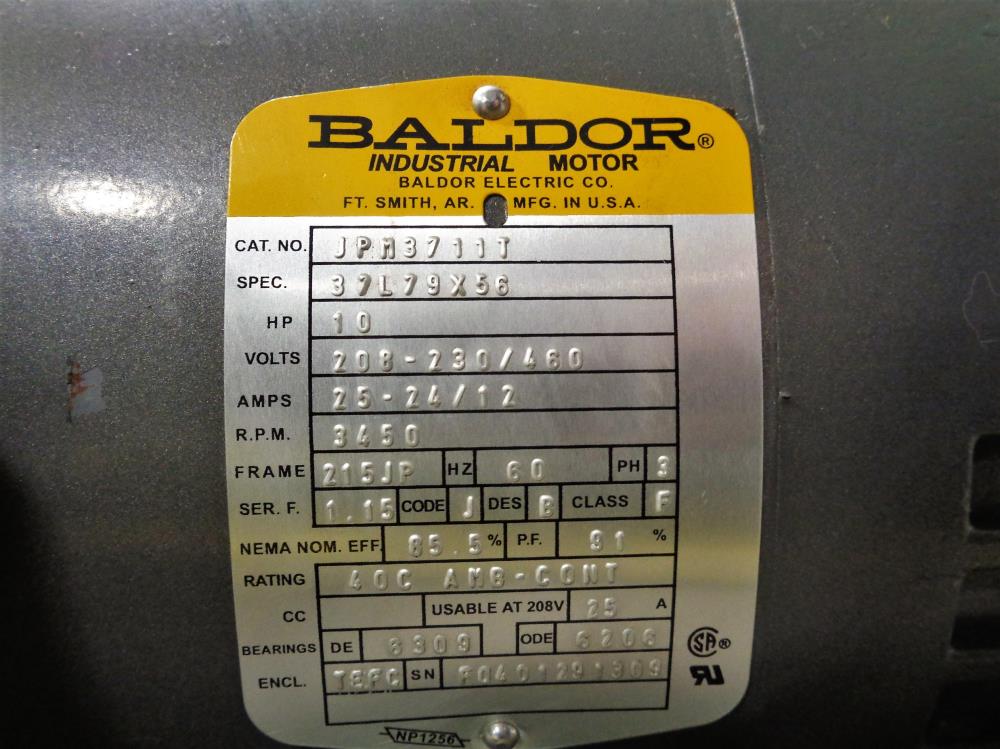 BALDOR®
INDUSTRIAL MOTOR
BALDOR ELECTRIC CO.
FT. SMITH, AR. MFG. IN U.S.A.
CAT. NO. JPM3711T
SPEC. 37L79X56
HP 10
VOLTS 208-230/460
AMPS 25-24/12
R.P.M. 3450
FRAME 215JP HZ 60 PH 3
SER. F. 1.15 CODE J DES B CLASS F
NEMA NOM. EFF. 85.5 % P.F. 91 %
RATING 40C AMB-CONT
CC USABLE AT 208V 25 A
BEARINGS DE 6309 ODE 6206
ENCL. TEFC SN F0401291309
NP1256